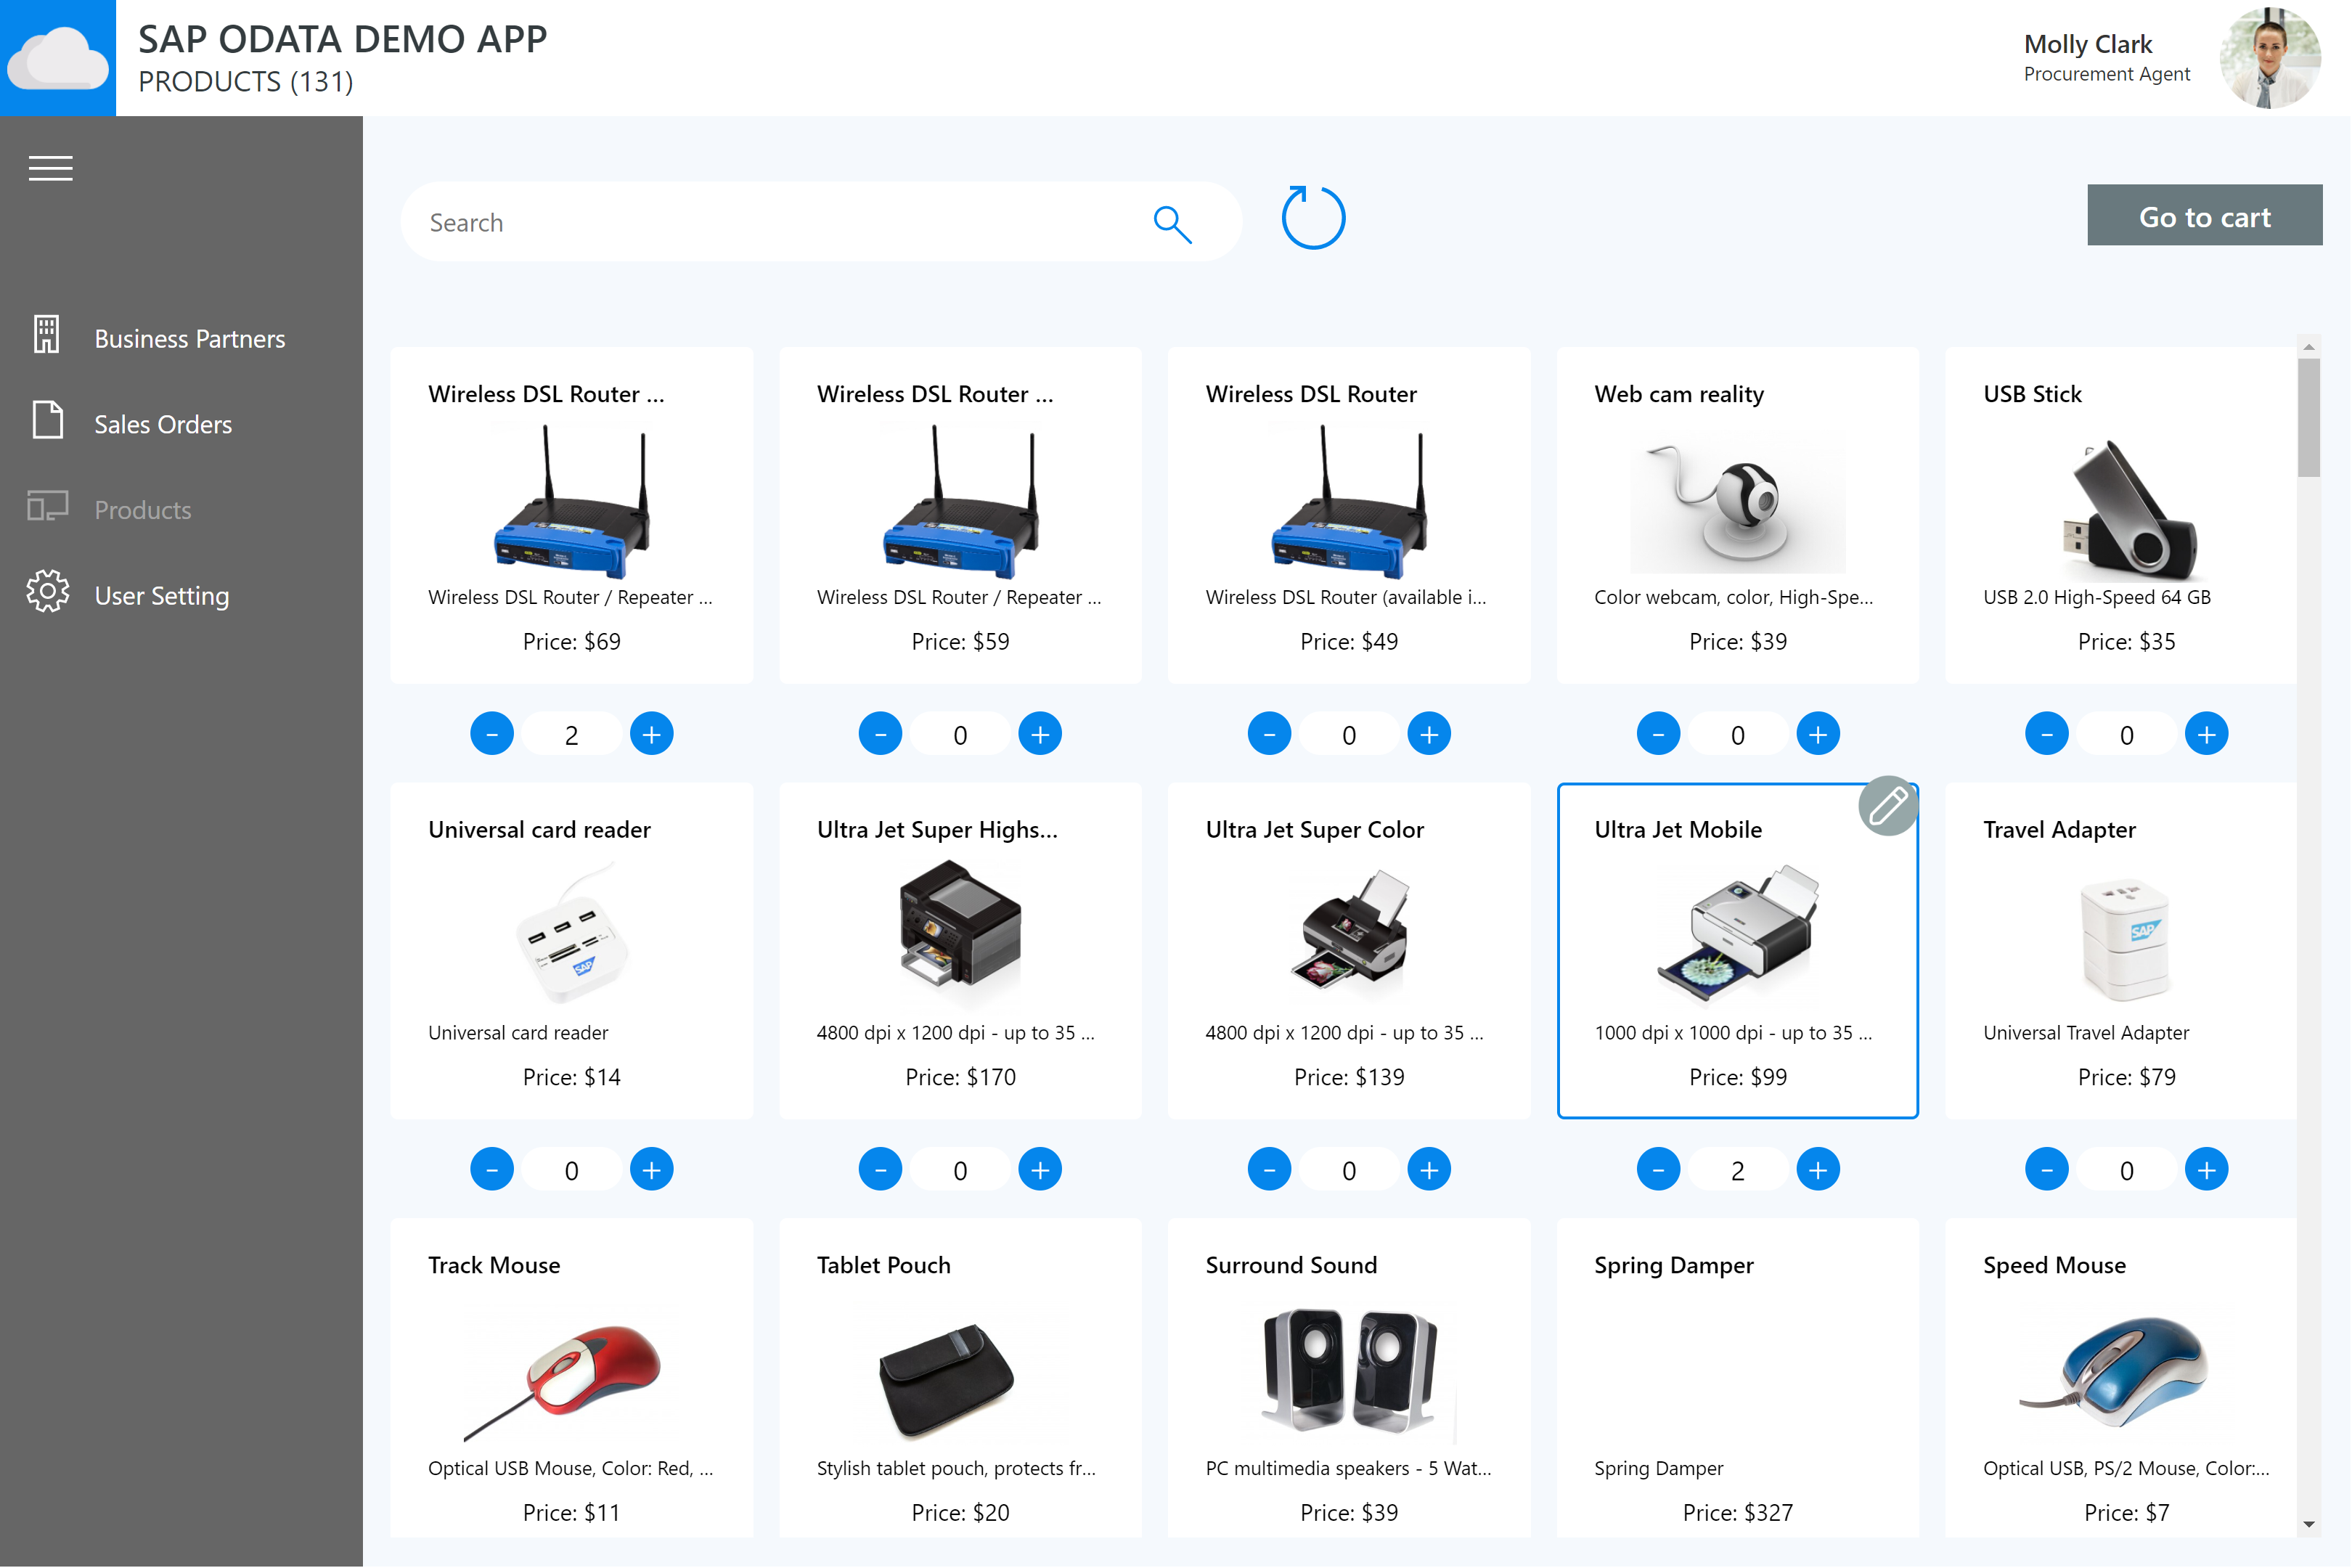 SAP ODATA DEMO APP
PRODUCTS (131)
Molly Clark
Procurement Agent
Search
Go to cart
Business Partners
Sales Orders
Products
User Setting
Wireless DSL Router ...
Wireless DSL Router / Repeater ...
Price: $69
- 2 +
Wireless DSL Router ...
Wireless DSL Router / Repeater ...
Price: $59
- 0 +
Wireless DSL Router
Wireless DSL Router (available i...
Price: $49
- 0 +
Web cam reality
Color webcam, color, High-Spe...
Price: $39
- 0 +
USB Stick
USB 2.0 High-Speed 64 GB
Price: $35
- 0 +
Universal card reader
SAP
Universal card reader
Price: $14
- 0 +
Ultra Jet Super Highs...
4800 dpi x 1200 dpi - up to 35 ...
Price: $170
- 0 +
Ultra Jet Super Color
4800 dpi x 1200 dpi - up to 35 ...
Price: $139
- 0 +
Ultra Jet Mobile
1000 dpi x 1000 dpi - up to 35 ...
Price: $99
- 2 +
Travel Adapter
SAP
Universal Travel Adapter
Price: $79
- 0 +
Track Mouse
Optical USB Mouse, Color: Red, ...
Price: $11
Tablet Pouch
Stylish tablet pouch, protects fr...
Price: $20
Surround Sound
PC multimedia speakers - 5 Wat...
Price: $39
Spring Damper
Spring Damper
Price: $327
Speed Mouse
Optical USB, PS/2 Mouse, Color:...
Price: $7